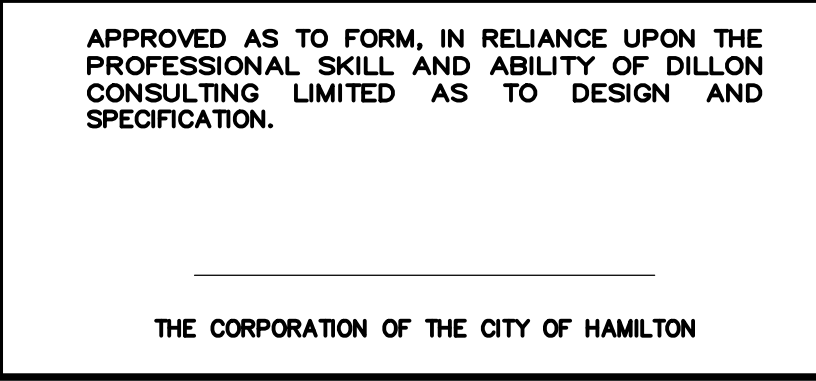 APPROVED AS TO FORM, IN RELIANCE UPON THE
PROFESSIONAL SKILL AND ABILITY OF DILLON
CONSULTING LIMITED AS TO DESIGN AND
SPECIFICATION.
THE CORPORATION OF THE CITY OF HAMILTON